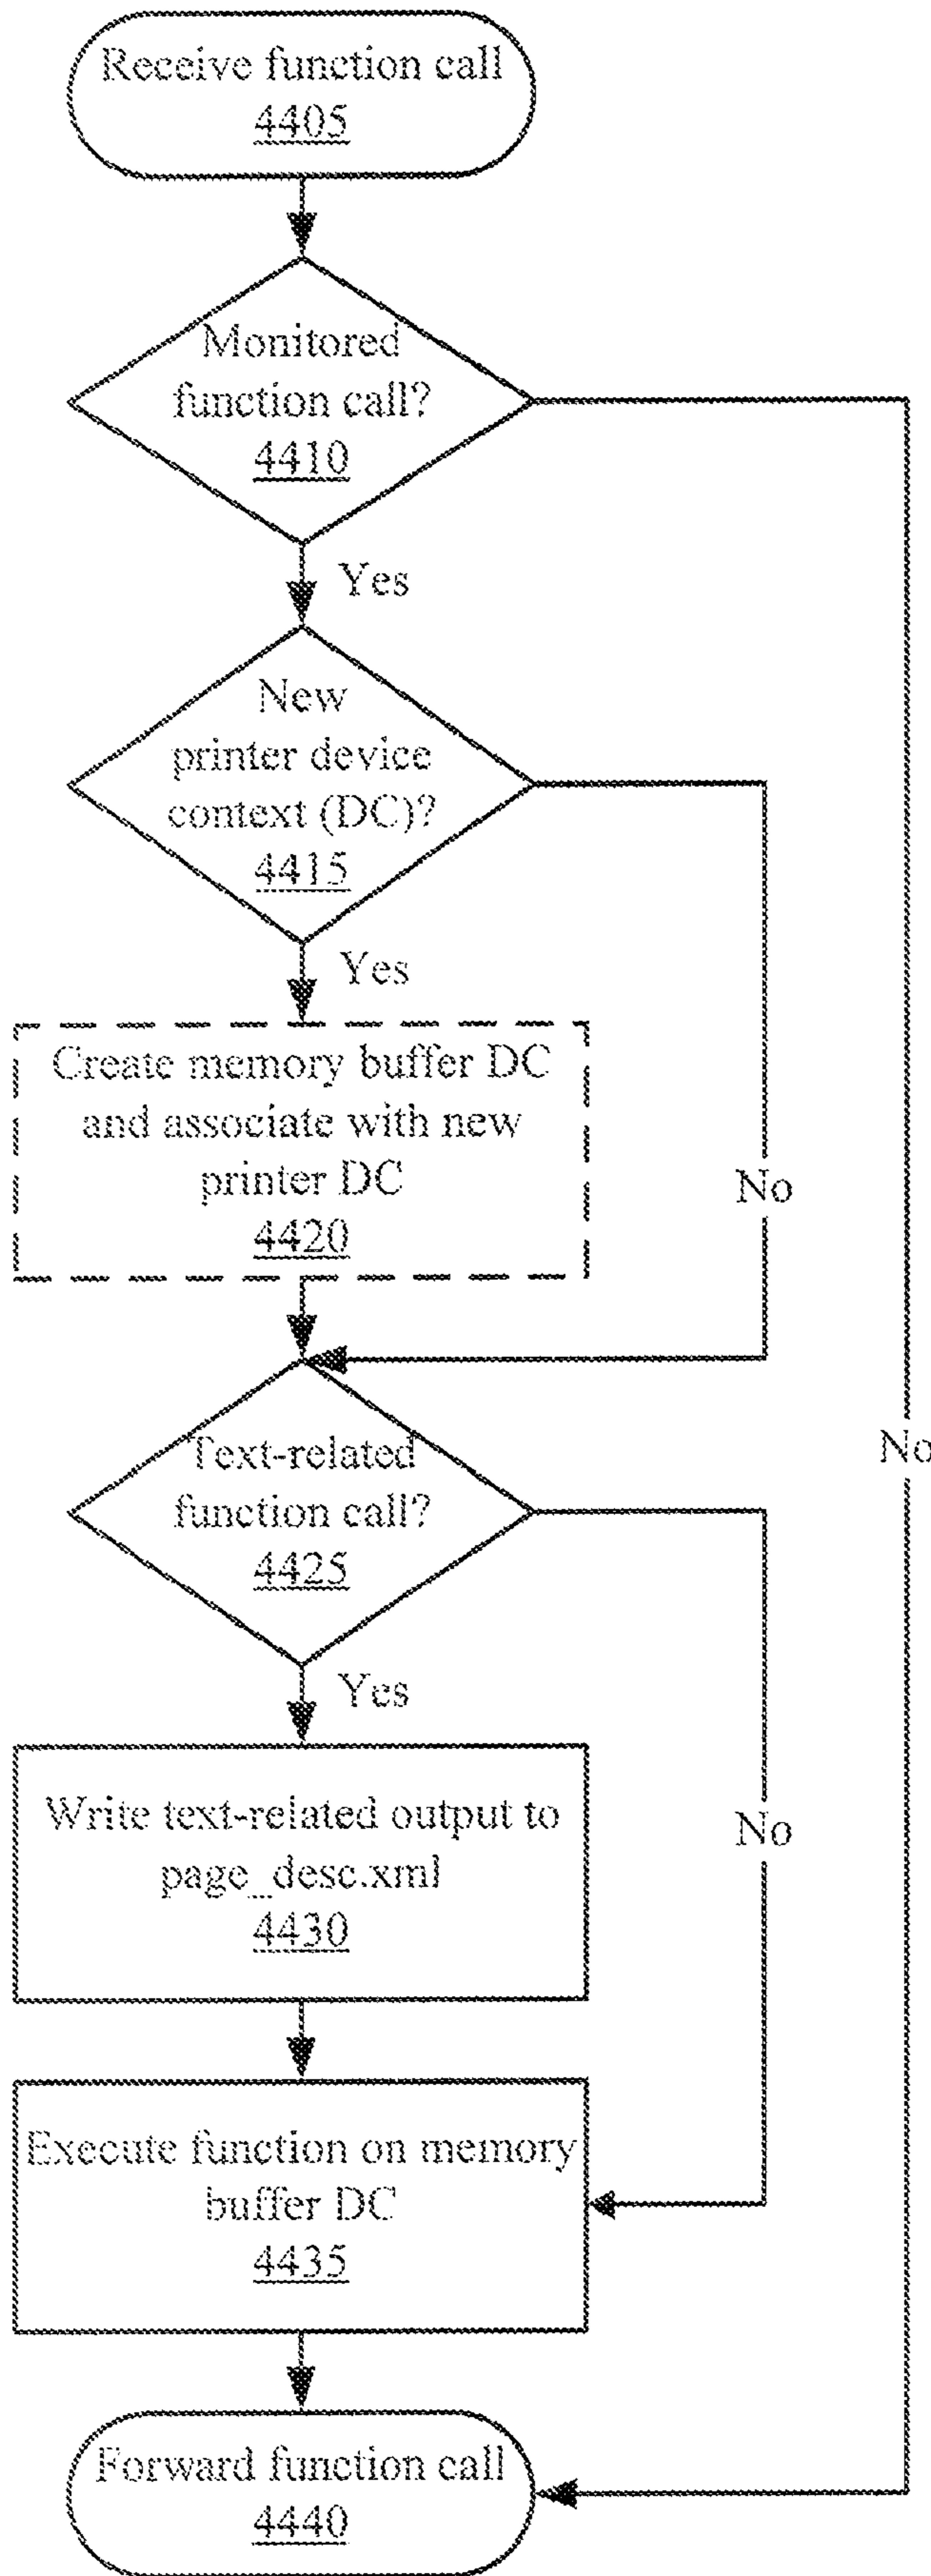 Receive function call
4405
Monitored
function call?
4410
Yes
New
printer device
context (DC)?
4415
Yes
Create memory buffer DC
and associate with new
printer DC
4420
No
Text-related
function call?
4425
No
Yes
Write text-related output to
page_desc.xml
4430
No
Execute function on memory
buffer DC
4435
Forward function call
4440